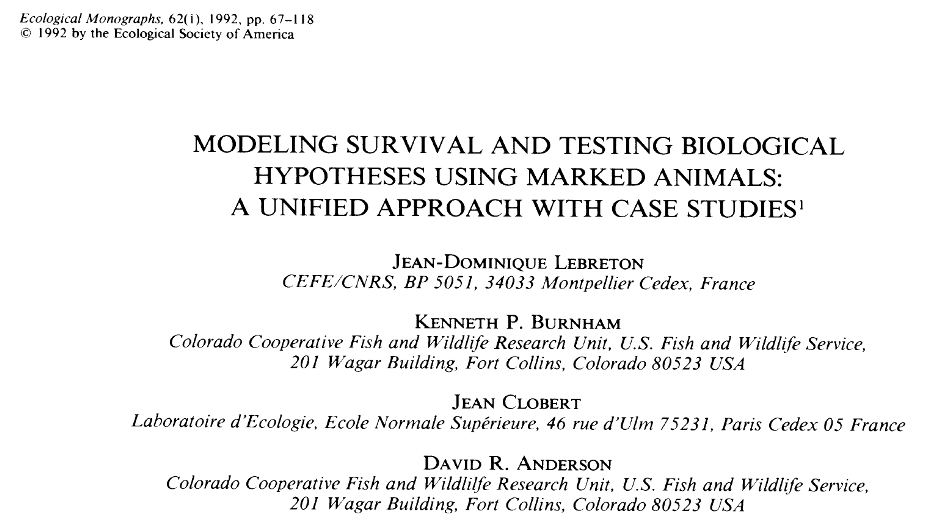 Ecological Monographs, 62(1), 1992, pp. 67–118
© 1992 by the Ecological Society of America
MODELING SURVIVAL AND TESTING BIOLOGICAL
HYPOTHESES USING MARKED ANIMALS:
A UNIFIED APPROACH WITH CASE STUDIES¹
JEAN-DOMINIQUE LEBRETON
CEFE/CNRS, BP 5051, 34033 Montpellier Cedex, France
KENNETH P. BURNHAM
Colorado Cooperative Fish and Wildlife Research Unit, U.S. Fish and Wildlife Service,
201 Wagar Building, Fort Collins, Colorado 80523 USA
JEAN CLOBERT
Laboratoire d'Ecologie, Ecole Normale Supérieure, 46 rue d'Ulm 75231, Paris Cedex 05 France
DAVID R. ANDERSON
Colorado Cooperative Fish and Wildlilfe Research Unit, U.S. Fish and Wildlife Service,
201 Wagar Building, Fort Collins, Colorado 80523 USA